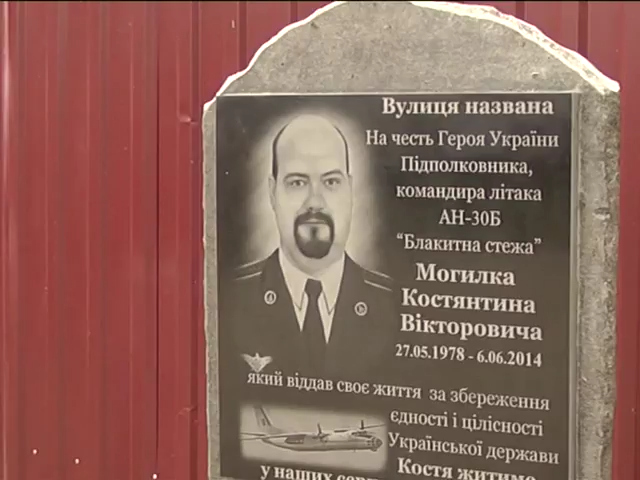 Вулиця названа
На честь Героя України
Підполковника,
командира літака
АН-30Б
“Блакитна стежа”
Могилка
Костянтина
Вікторовича
27.05.1978 - 6.06.2014
який віддав своє життя за збереження
єдності і цілісності
Української держави
у наших
Костя житиме